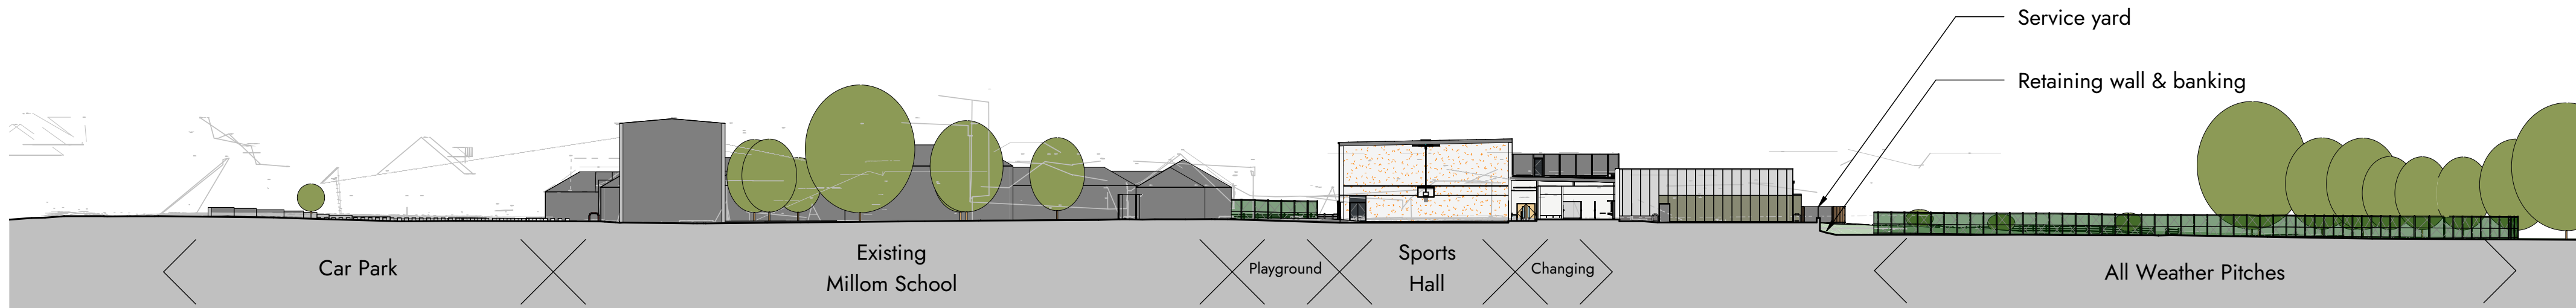 Service yard
Retaining wall & banking
Car Park
Existing
Millom School
Playground
Sports
Hall
Changing
All Weather Pitches